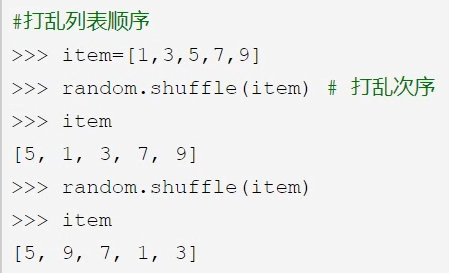 #打乱列表顺序
>>> item=[1,3,5,7,9]
>>> random.shuffle(item) # 打乱次序
>>> item
[5, 1, 3, 7, 9]
>>> random.shuffle(item)
>>> item
[5, 9, 7, 1, 3]